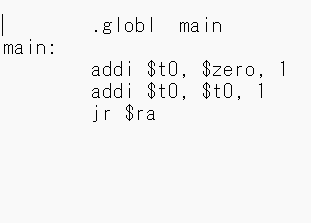 .globl main
main:
addi $t0, $zero, 1
addi $t0, $t0, 1
jr $ra